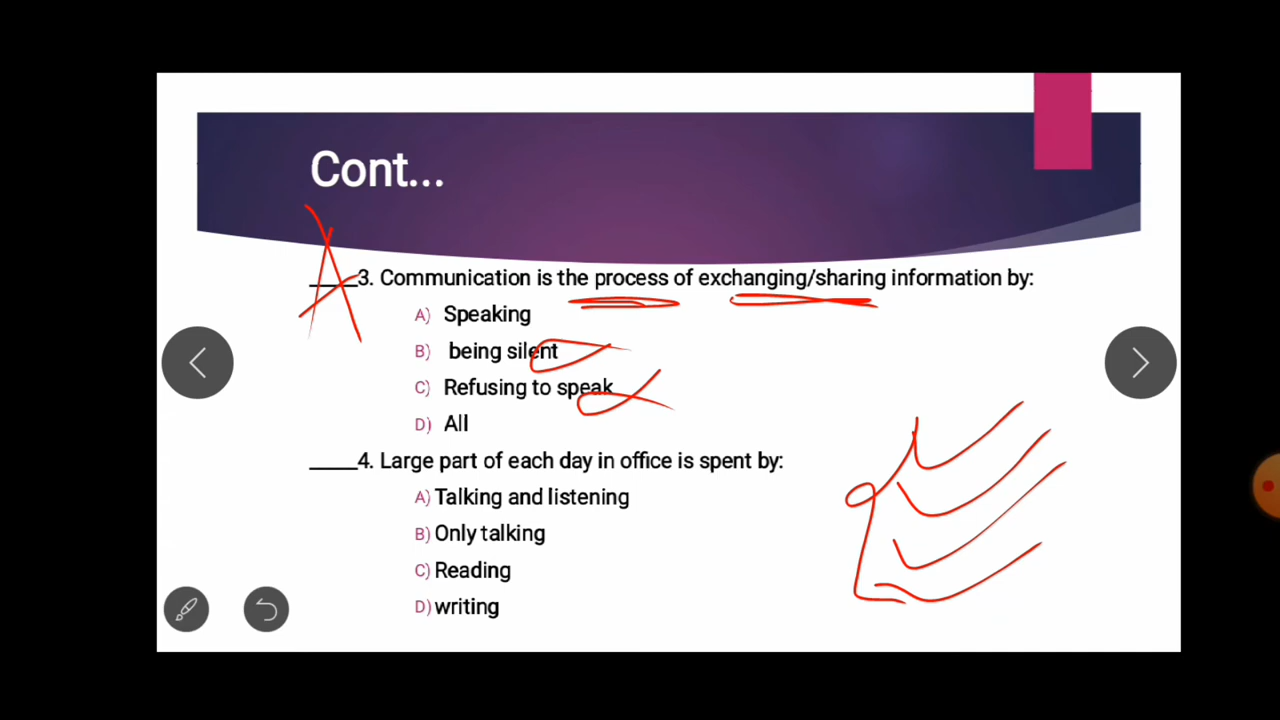 Cont...
A
____3. Communication is the process of exchanging/sharing information by:
A) Speaking
B) being silent
C) Refusing to speak
D) All
____4. Large part of each day in office is spent by:
A) Talking and listening
B) Only talking
C) Reading
D) writing